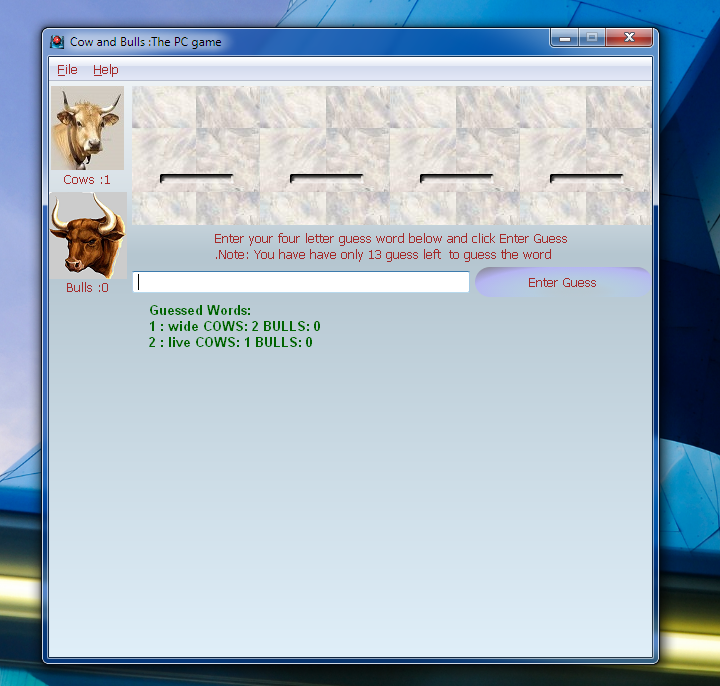 Cow and Bulls :The PC game
File Help
Cows :1
Bulls :0
Enter your four letter guess word below and click Enter Guess
.Note: You have have only 13 guess left to guess the word
Enter Guess
Guessed Words:
1 : wide COWS: 2 BULLS: 0
2 : live COWS: 1 BULLS: 0